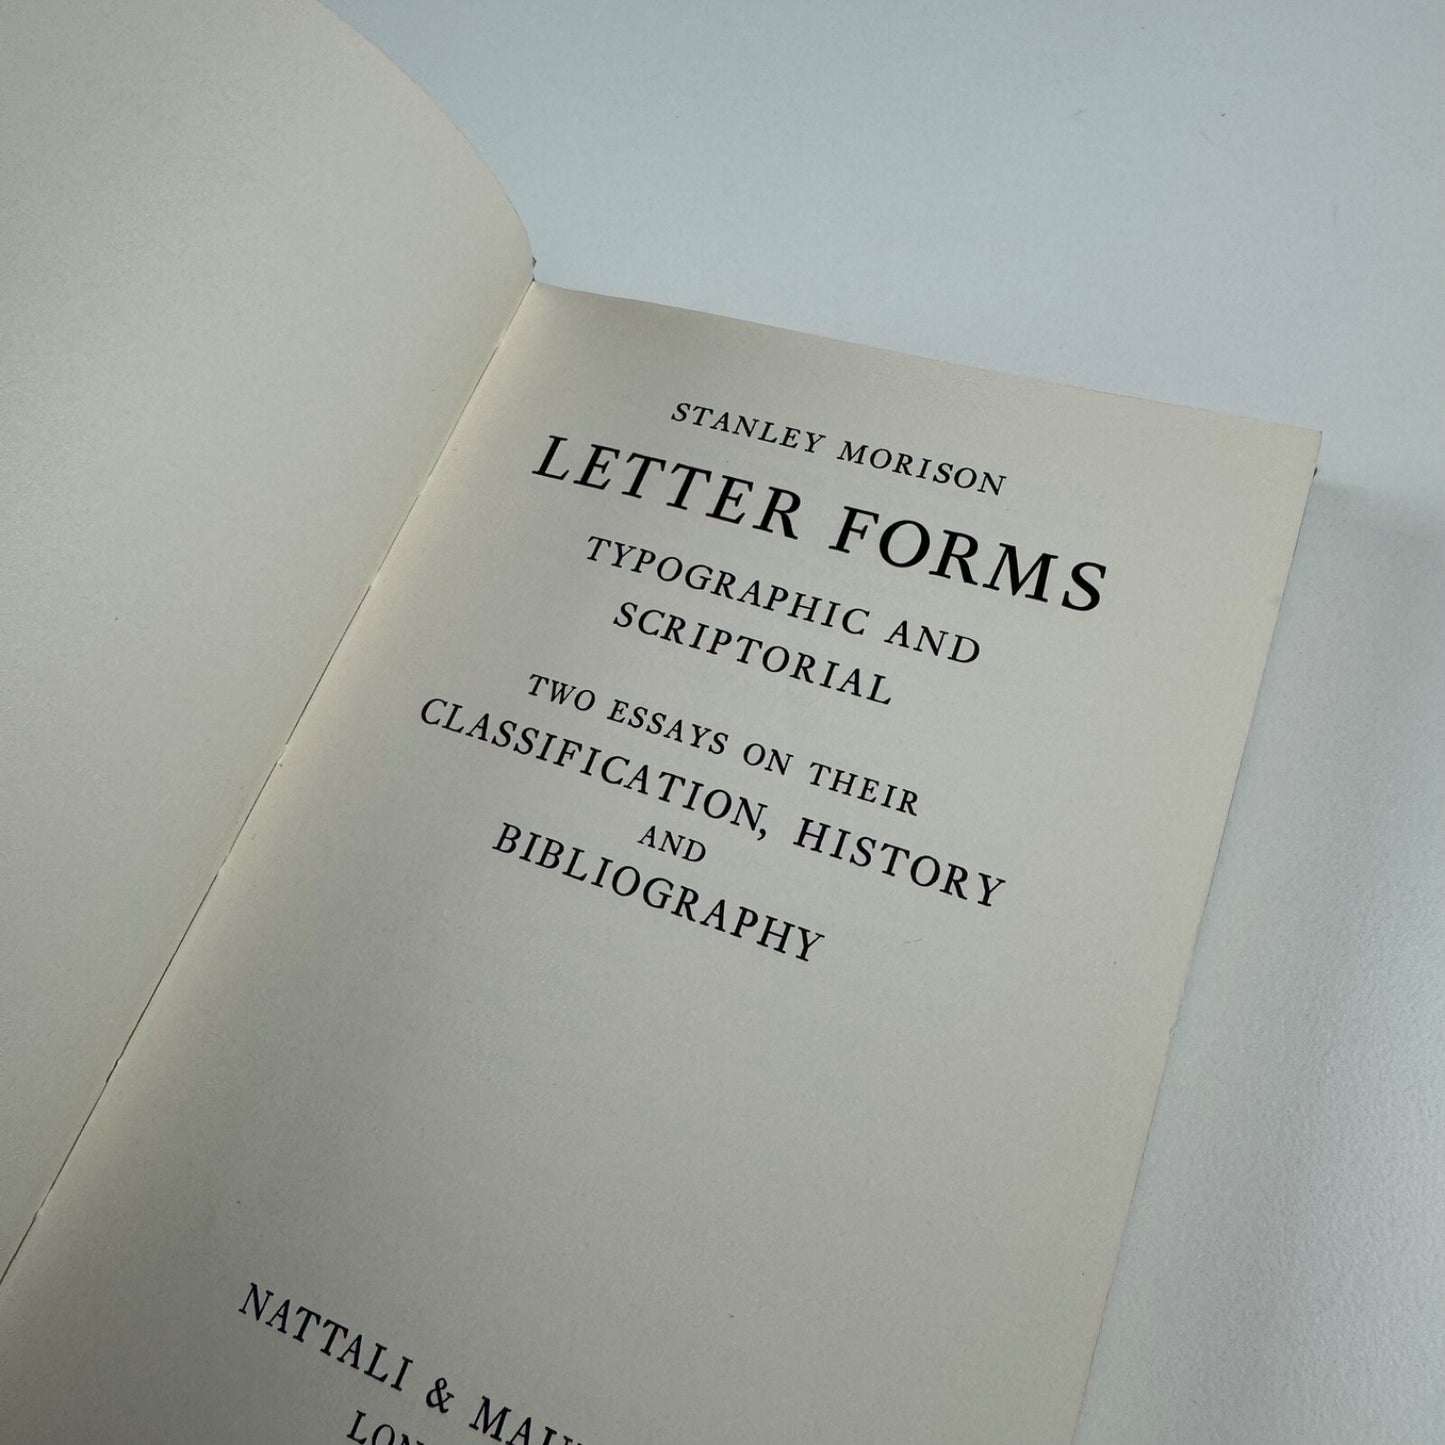 STANLEY MORISON
LETTER FORMS
TYPOGRAPHIC AND
SCRIPTORIAL
TWO ESSAYS ON THEIR
CLASSIFICATION, HISTORY
AND
BIBLIOGRAPHY
NATTALI &